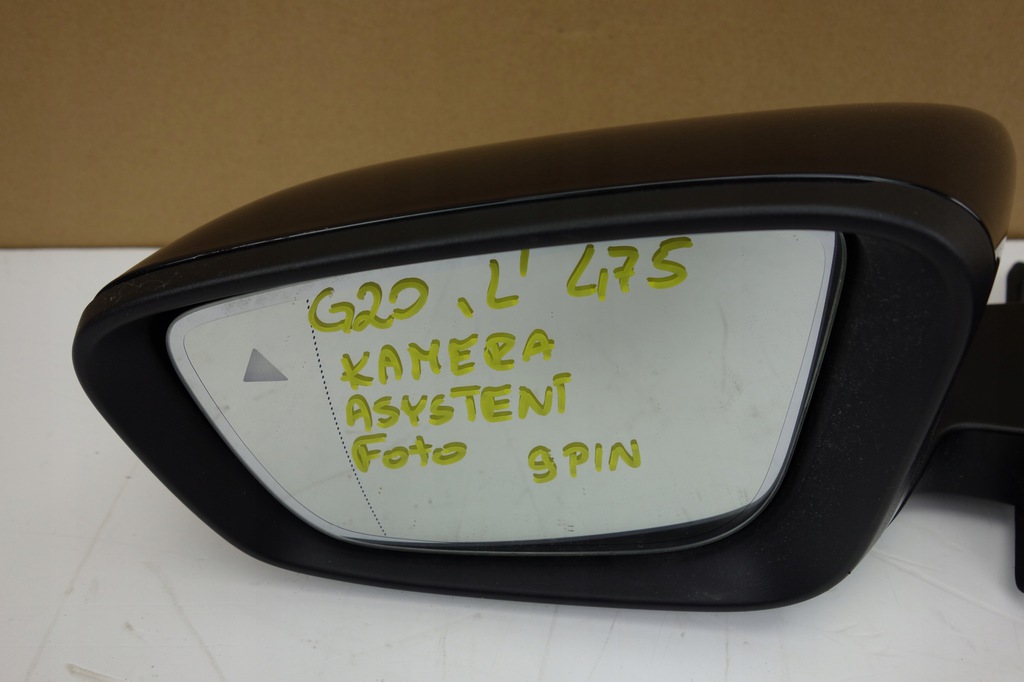 G20 'L' 475
KAMERA
ASYSTENT
Foto 9PIN